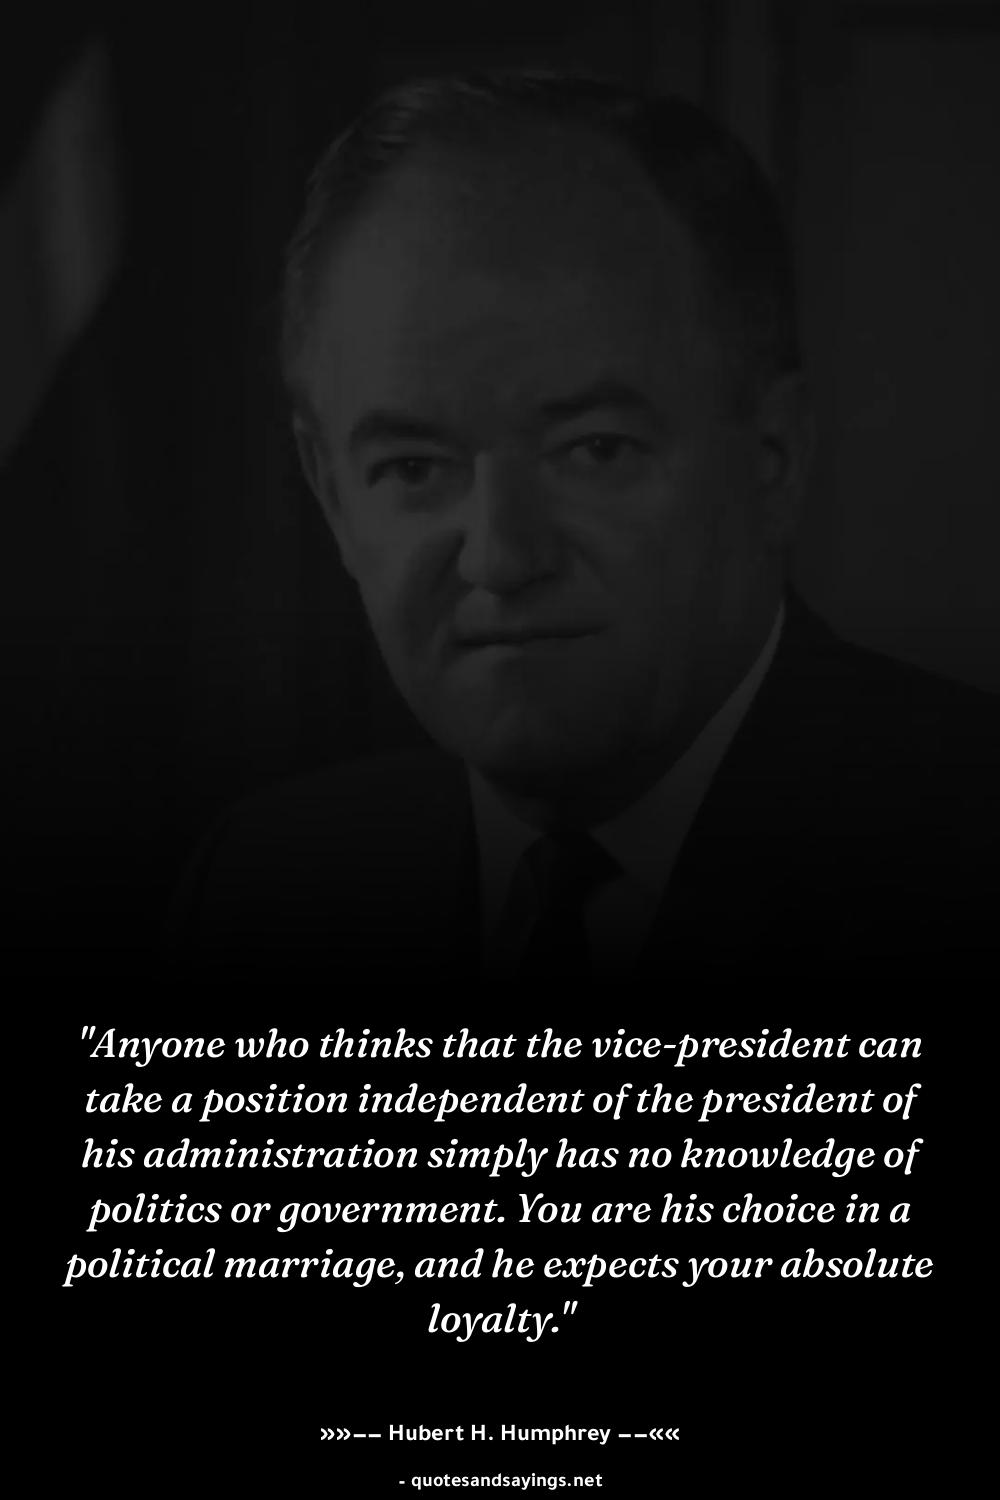 "Anyone who thinks that the vice-president can
take a position independent of the president of
his administration simply has no knowledge of
politics or government. You are his choice in a
political marriage, and he expects your absolute
loyalty."
»»−− Hubert H. Humphrey −−««
- quotesandsayings.net